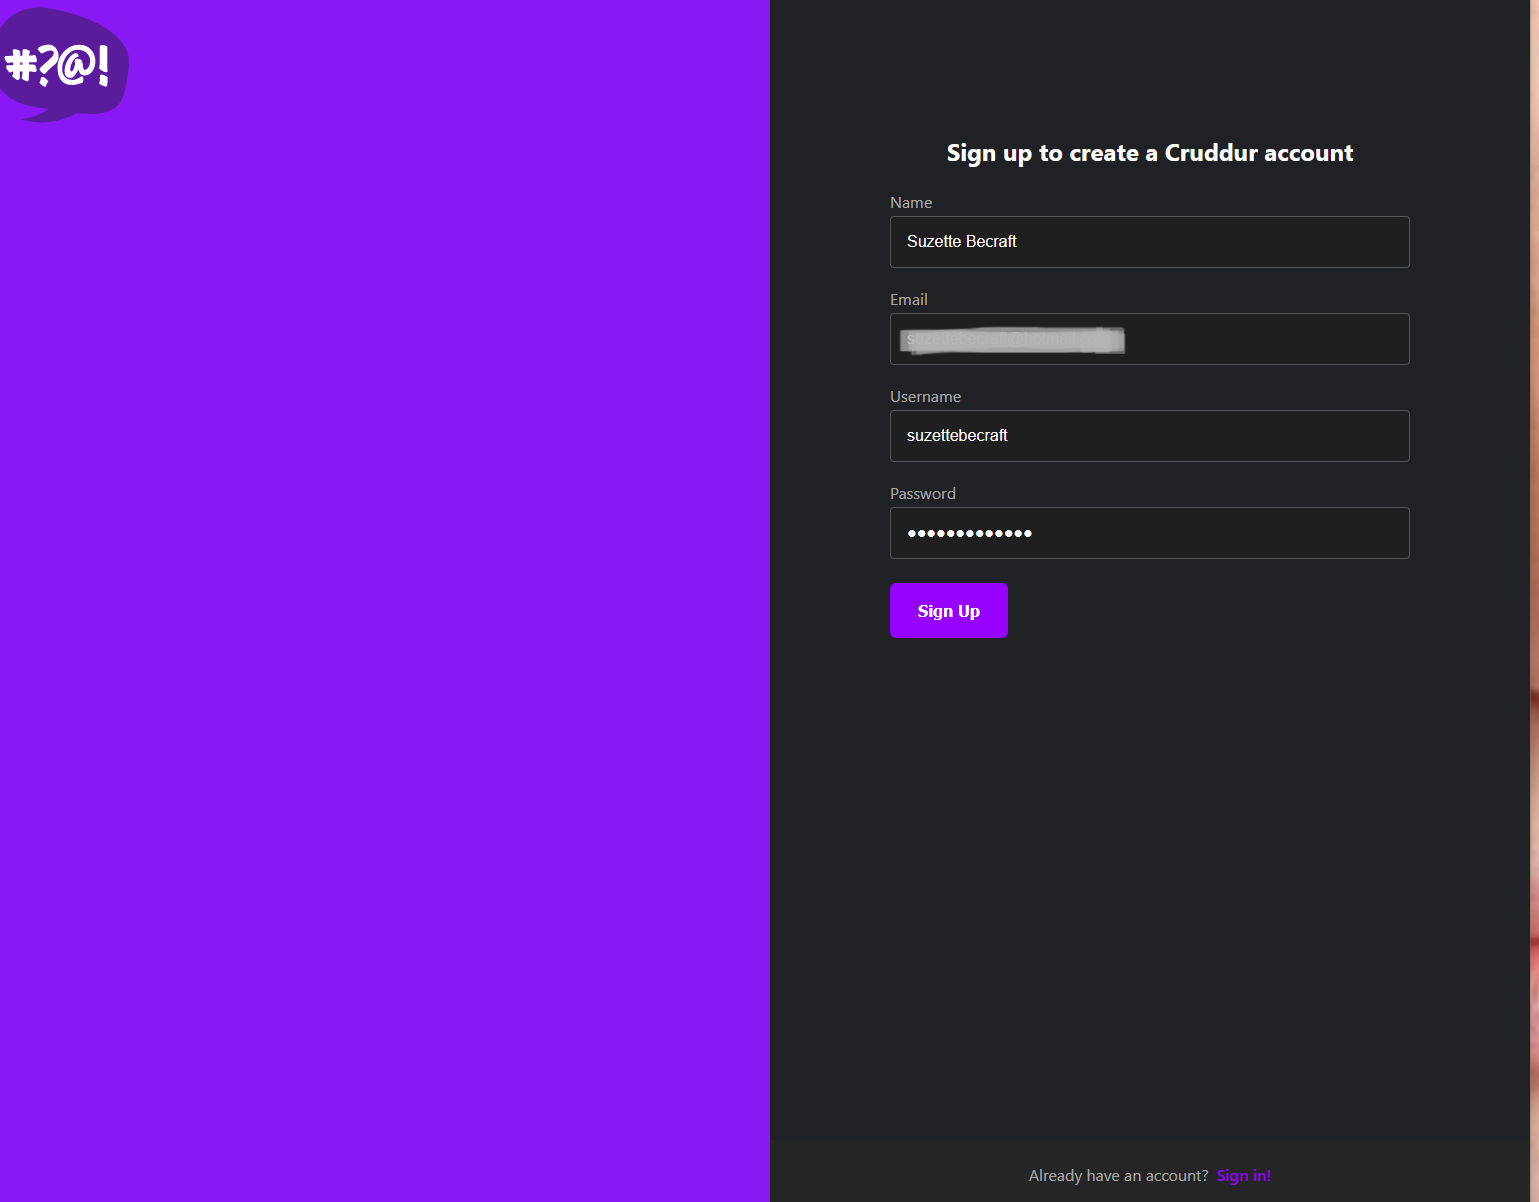 #?@!
Sign up to create a Cruddur account
Name
Suzette Becraft
Email
Username
suzettebecraft
Password
•••••••••••••
Sign Up
Already have an account? Sign in!